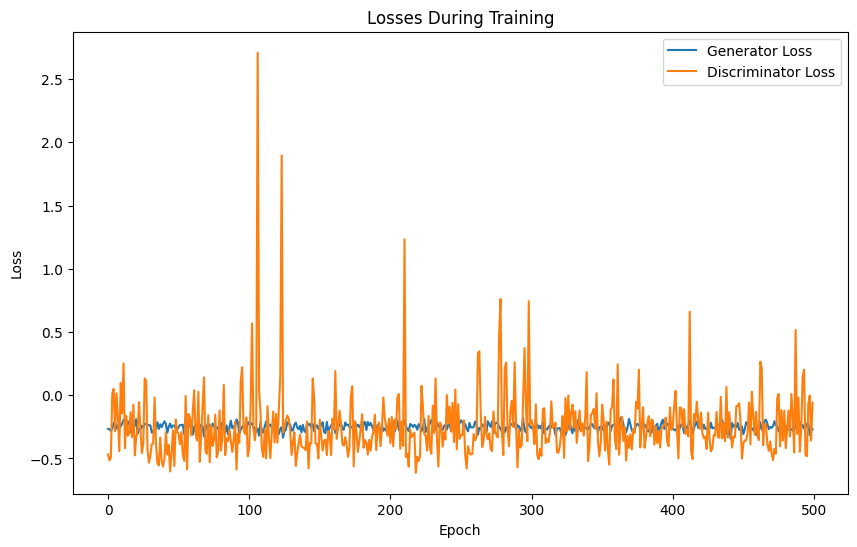 Losses During Training
Generator Loss
Discriminator Loss
2.5
2.0
1.5
1.0
0.5
0.0
−0.5
Loss
0
100
200
300
400
500
Epoch